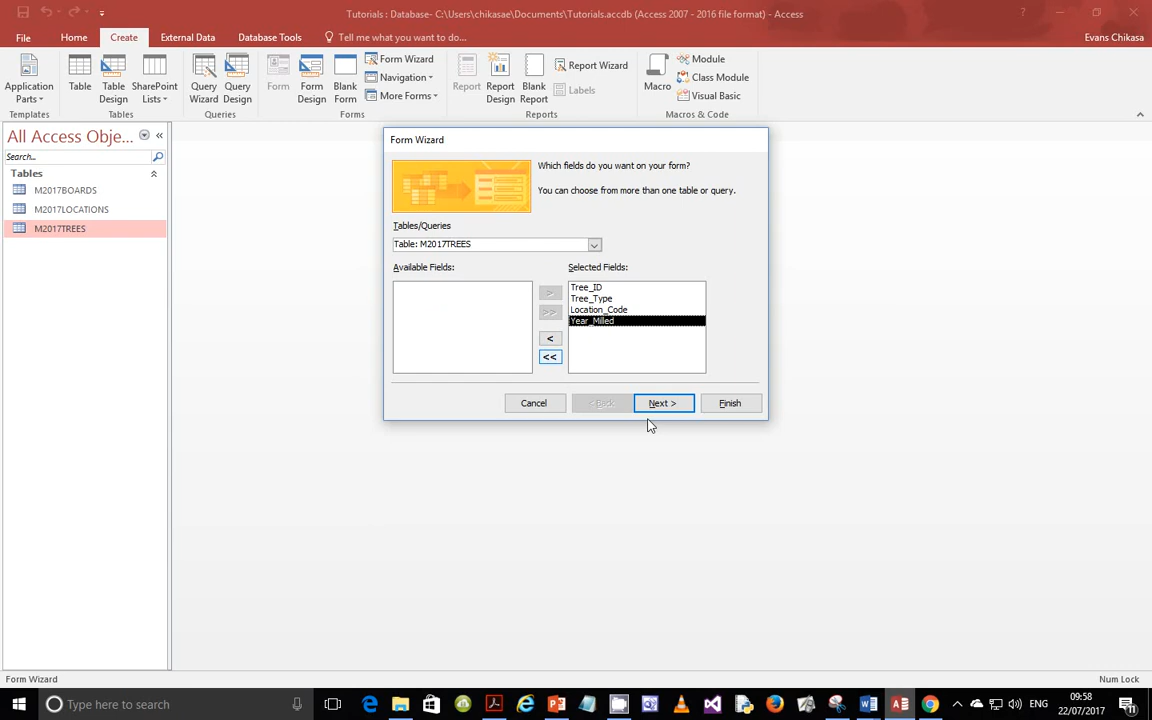 Tutorials : Database- C:\Users\chikasae\Documents\Tutorials.accdb (Access 2007 - 2016 file format) - Access
File
Home
Create
External Data
Database Tools
Tell me what you want to do...
Evans Chikasa
Application Parts
Templates
Table
Table Design
SharePoint Lists
Tables
Query Wizard
Query Design
Queries
Form
Form Design
Blank Form
Form Wizard
Navigation
More Forms
Forms
Report
Report Design
Blank Report
Report Wizard
Labels
Reports
Macro
Module
Class Module
Visual Basic
Macros & Code
All Access Obje...
Search...
Tables
M2017BOARDS
M2017LOCATIONS
M2017TREES
Form Wizard
Which fields do you want on your form?
You can choose from more than one table or query.
Tables/Queries
Table: M2017TREES
Available Fields:
Selected Fields:
>
>>
<
<<
Tree_ID
Tree_Type
Location_Code
Year_Milled
Cancel
< Back
Next >
Finish
Form Wizard
Num Lock
Type here to search
ENG
09:58
22/07/2017
11